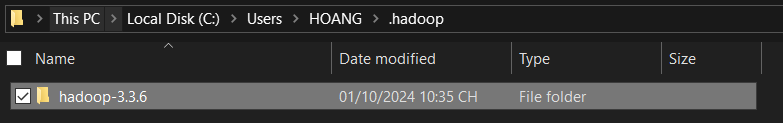 This PC > Local Disk (C:) > Users > HOANG > .hadoop
Name Date modified Type Size
hadoop-3.3.6 01/10/2024 10:35 CH File folder